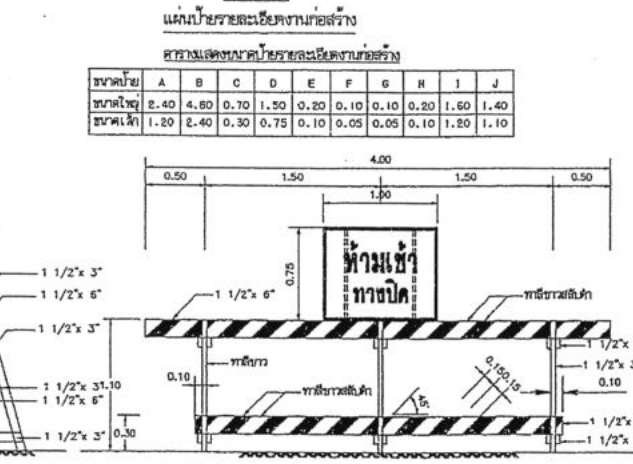 แผ่นป้ายรายละเอียดงานก่อสร้าง
ตารางแสดงขนาดป้ายรายละเอียดงานก่อสร้าง
ขนาดป้าย A B C D E F G H I J
ขนาดใหญ่ 2.40 4.80 0.70 1.50 0.20 0.10 0.10 0.20 1.60 1.40
ขนาดเล็ก 1.20 2.40 0.30 0.75 0.10 0.05 0.05 0.10 1.20 1.10
4.00
0.50 1.50 1.50 0.50
1.00
0.75
ห้ามเข้า
ทางปิด
1 1/2"x 3"
1 1/2"x 6"
1 1/2"x 3"
1 1/2"x 6"
ทาสีขาวสลับดำ
ทาสีขาว
1 1/2"x
1 1/2"x 3
0.10
0.10
0.15 0.15
45°
ทาสีขาวสลับดำ
1 1/2"x 3"
1.10
1 1/2"x 6"
1 1/2"x 3"
0.30
1 1/2"x
1 1/2"x